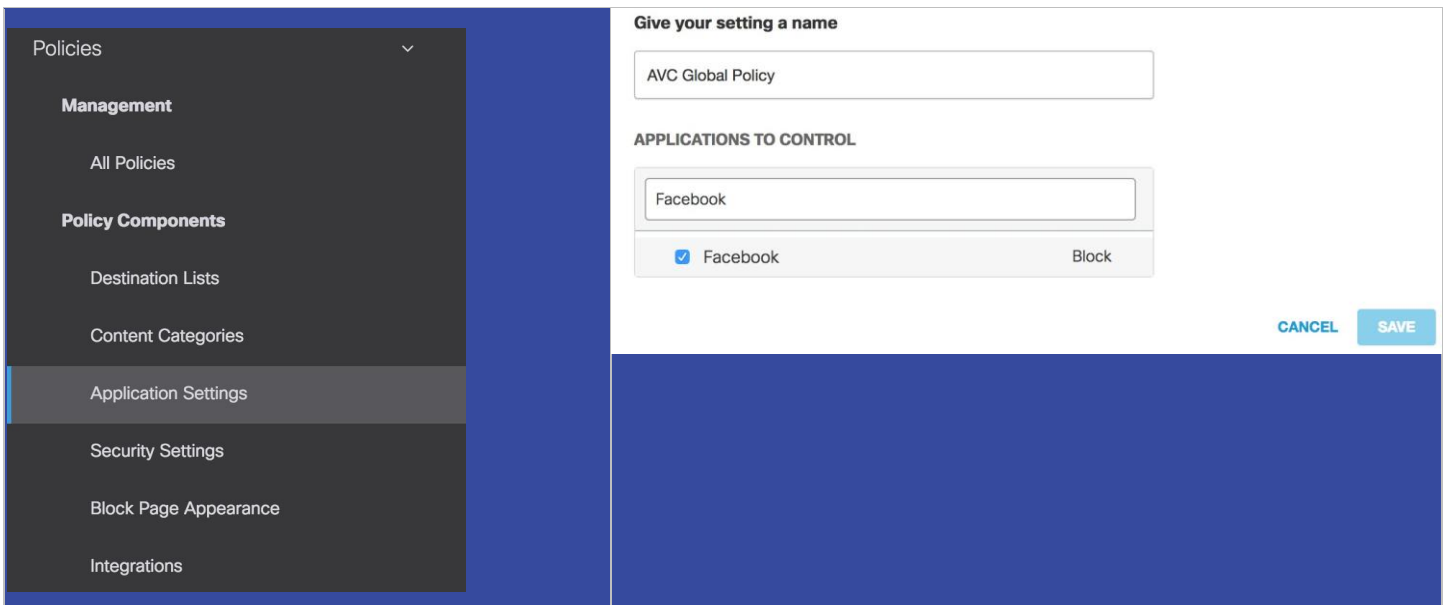 Policies
Management
All Policies
Policy Components
Destination Lists
Content Categories
Application Settings
Security Settings
Block Page Appearance
Integrations
Give your setting a name
AVC Global Policy
APPLICATIONS TO CONTROL
Facebook
Facebook Block
CANCEL SAVE